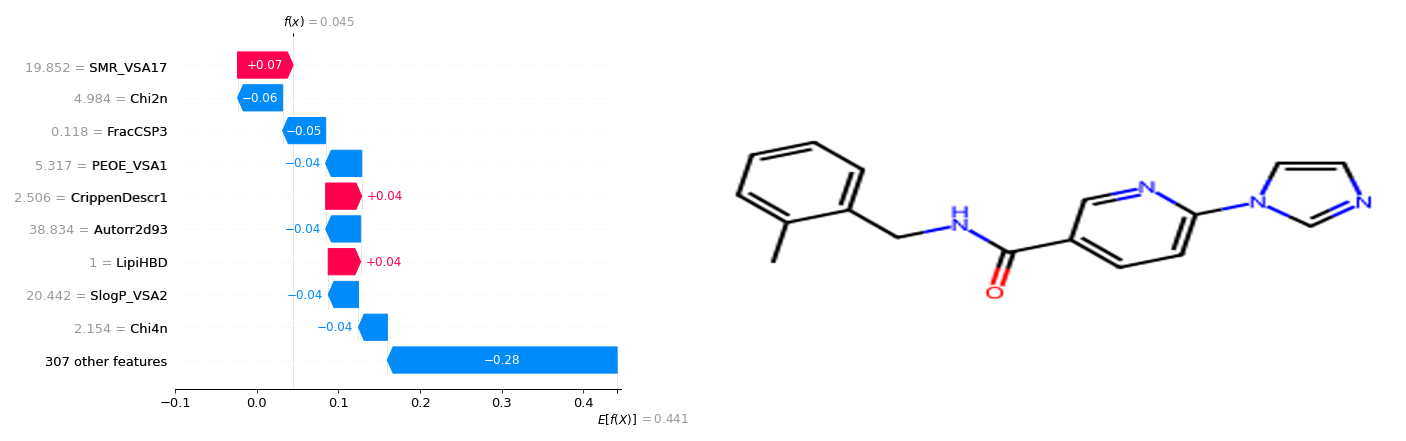 f(x) = 0.045
19.852 = SMR_VSA17
+0.07
4.984 = Chi2n
−0.06
0.118 = FracCSP3
−0.05
5.317 = PEOE_VSA1
−0.04
2.506 = CrippenDescr1
+0.04
38.834 = Autorr2d93
−0.04
1 = LipiHBD
+0.04
20.442 = SlogP_VSA2
−0.04
2.154 = Chi4n
−0.04
307 other features
−0.28
−0.1 0.0 0.1 0.2 0.3 0.4
E[f(X)] = 0.441
H
N
O
N
N
N